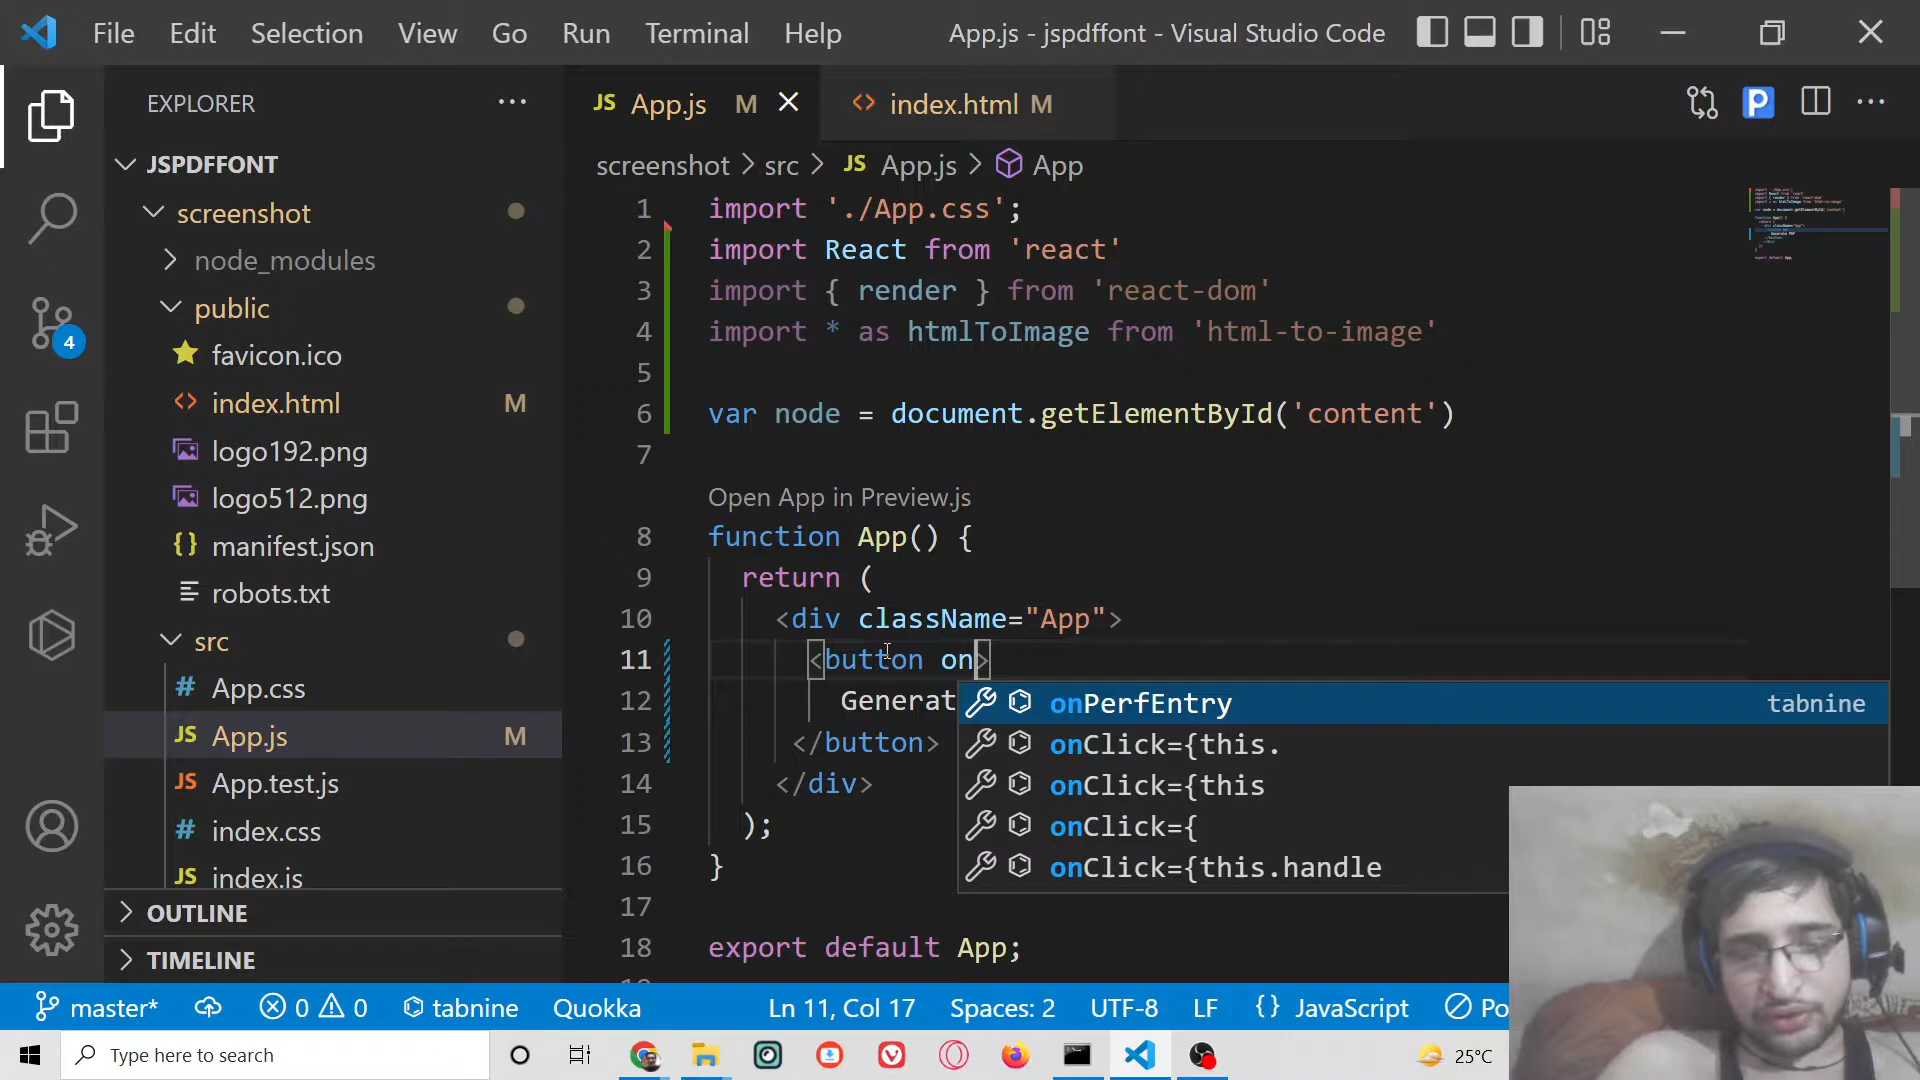 File Edit Selection View Go Run Terminal Help
App.js - jspdffont - Visual Studio Code
EXPLORER
JS App.js M
<> index.html M
P
JSPDFFONT
screenshot
node_modules
public
favicon.ico
<> index.html M
logo192.png
logo512.png
{} manifest.json
robots.txt
src
# App.css
JS App.js M
JS App.test.js
# index.css
JS index.js
OUTLINE
TIMELINE
4
screenshot > src > JS App.js > App
1 import './App.css';
2 import React from 'react'
3 import { render } from 'react-dom'
4 import * as htmlToImage from 'html-to-image'
5
6 var node = document.getElementById('content')
7
Open App in Preview.js
8 function App() {
9 return (
10 <div className="App">
11 <button on>
12 Generat
13 </button>
14 </div>
15 );
16 }
17
18 export default App;
onPerfEntry tabnine
onClick={this.
onClick={this
onClick={
onClick={this.handle
master* 0 0 tabnine Quokka Ln 11, Col 17 Spaces: 2 UTF-8 LF {} JavaScript Po
Type here to search
25°C